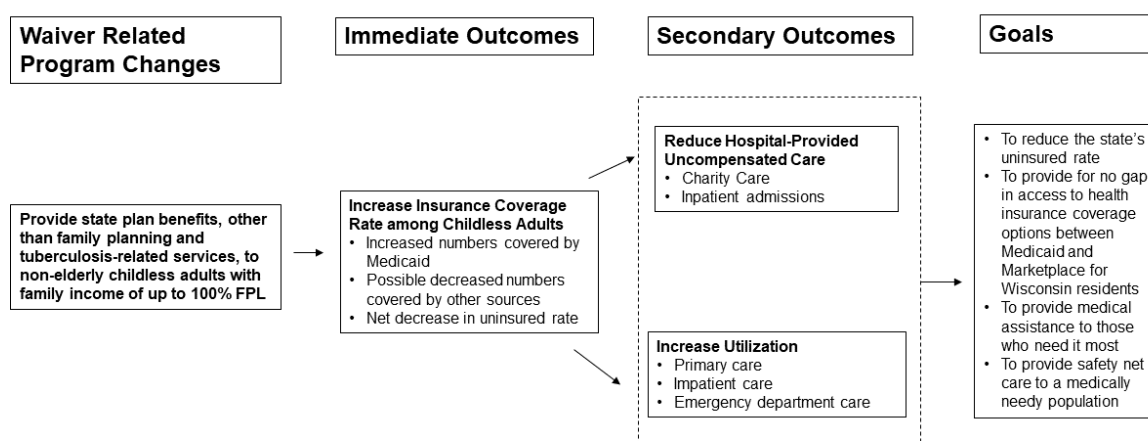 Waiver Related
Program Changes
Immediate Outcomes
Secondary Outcomes
Goals
Provide state plan benefits, other
than family planning and
tuberculosis-related services, to
non-elderly childless adults with
family income of up to 100% FPL
Increase Insurance Coverage
Rate among Childless Adults
• Increased numbers covered by
Medicaid
• Possible decreased numbers
covered by other sources
• Net decrease in uninsured rate
Reduce Hospital-Provided
Uncompensated Care
• Charity Care
• Inpatient admissions
Increase Utilization
• Primary care
• Impatient care
• Emergency department care
• To reduce the state's
uninsured rate
• To provide for no gap
in access to health
insurance coverage
options between
Medicaid and
Marketplace for
Wisconsin residents
• To provide medical
assistance to those
who need it most
• To provide safety net
care to a medically
needy population